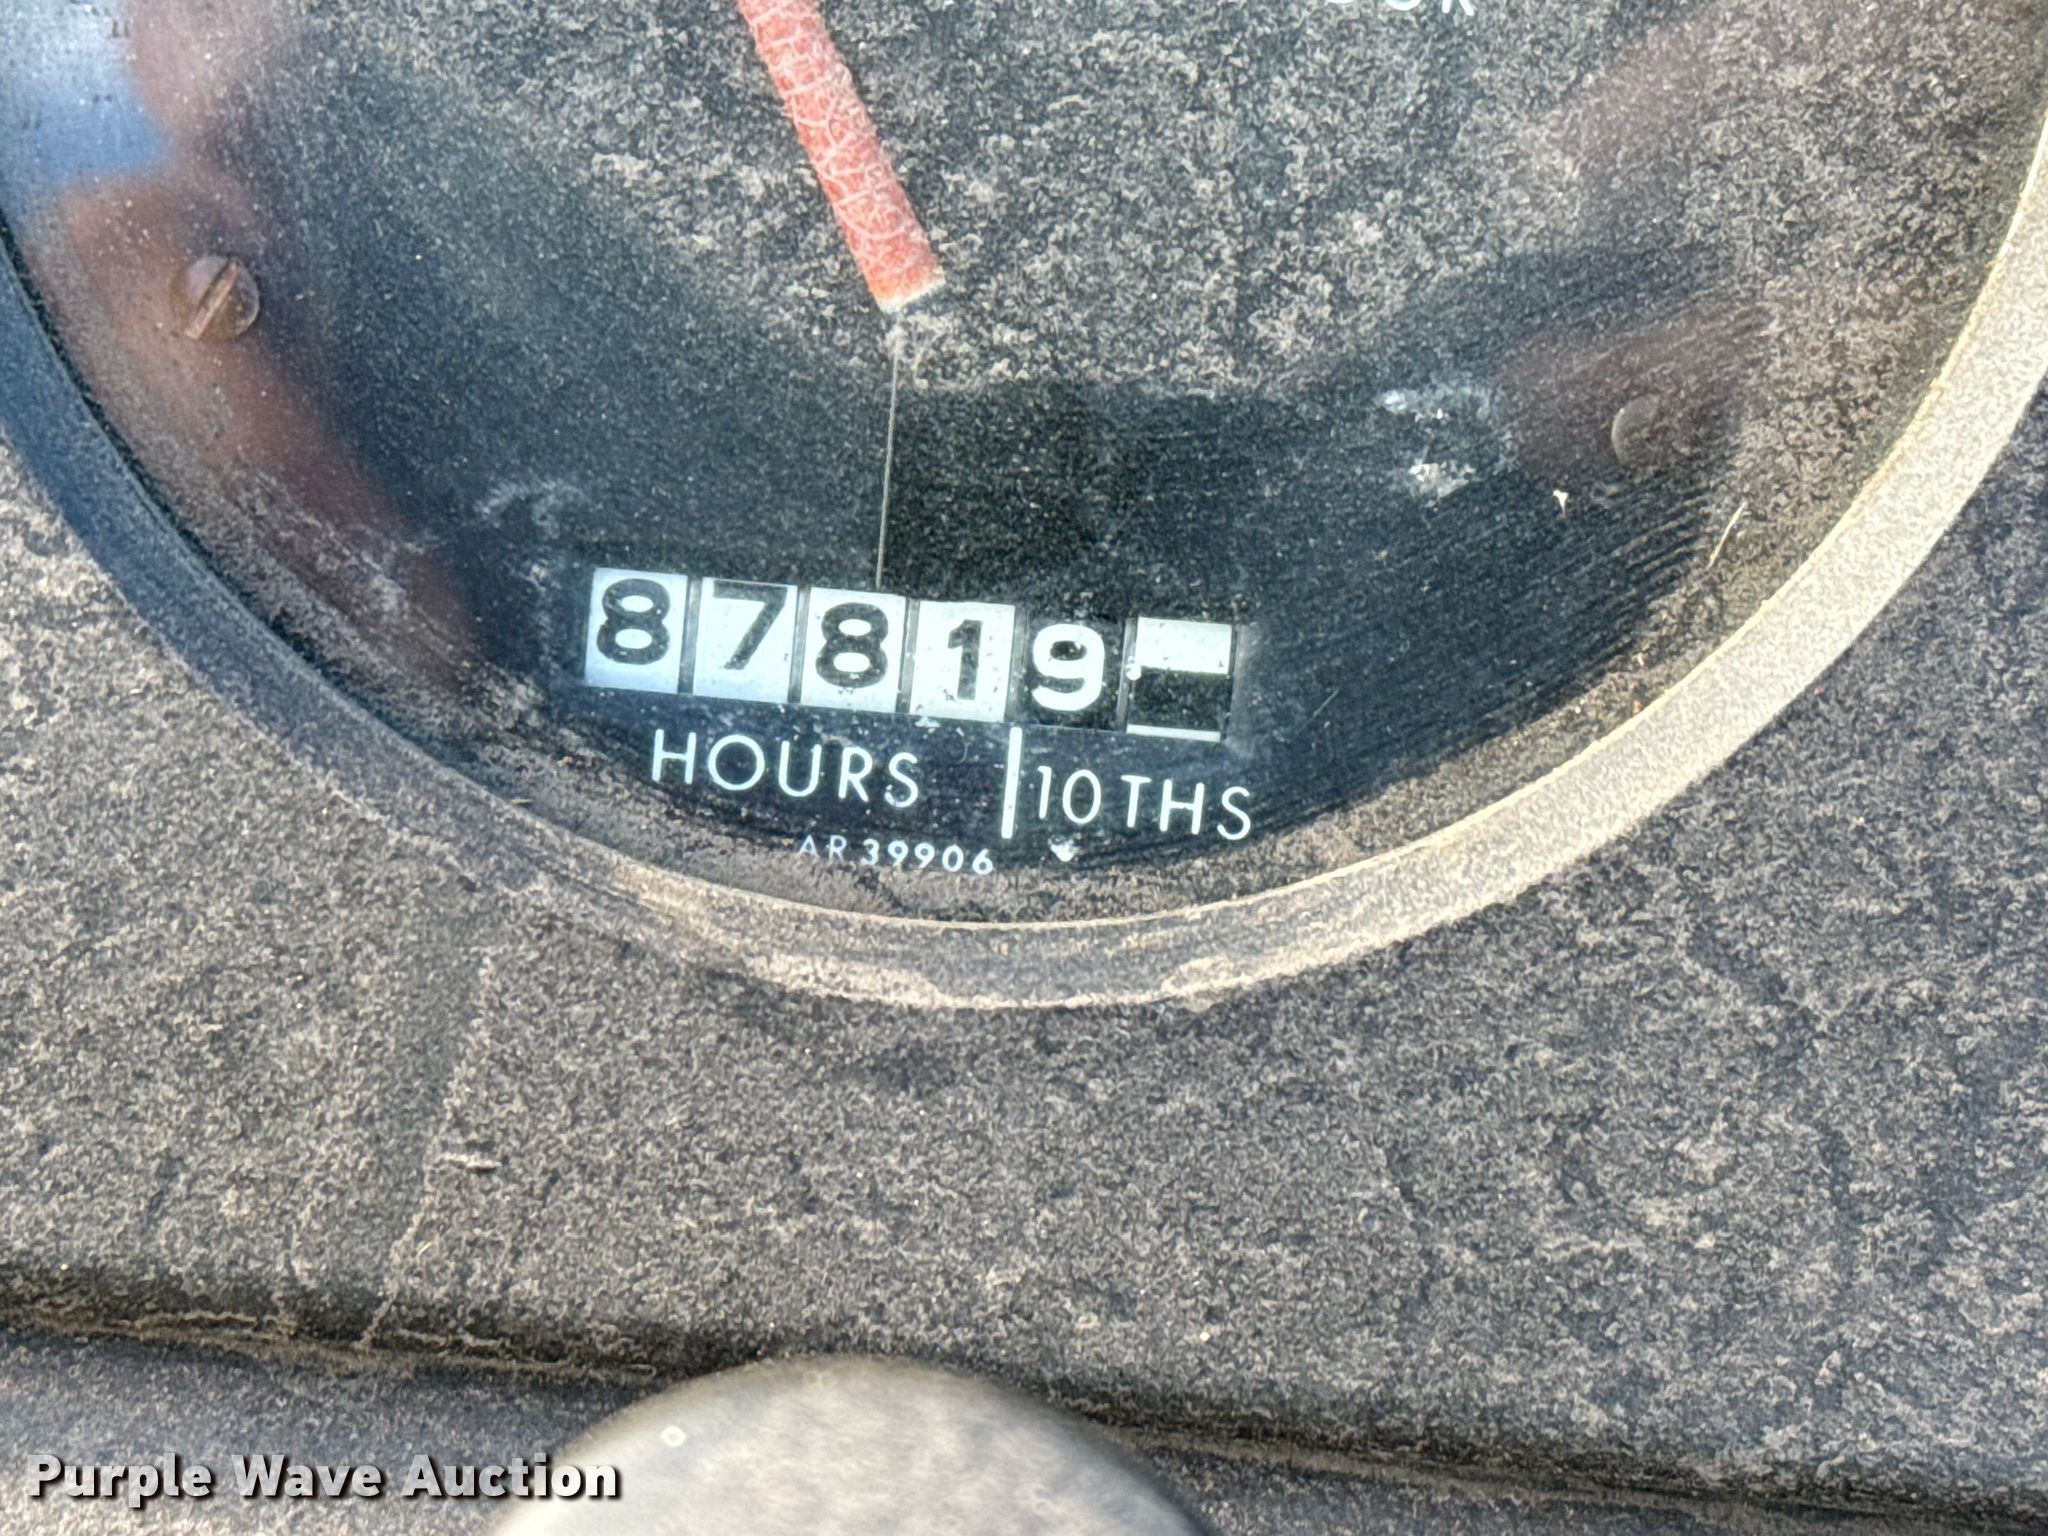 87819
HOURS | 10THS
AR39906
Purple Wave Auction